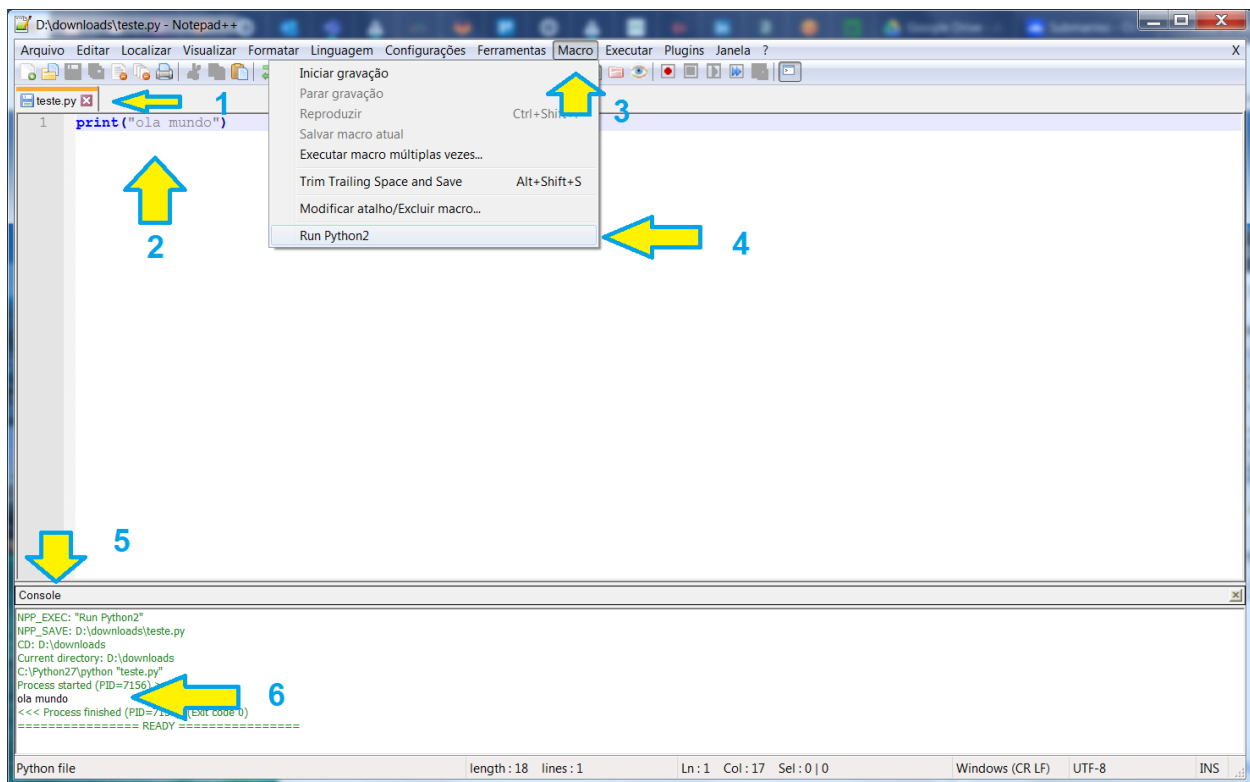 D:\downloads\teste.py - Notepad++
Arquivo Editar Localizar Visualizar Formatar Linguagem Configurações Ferramentas Macro Executar Plugins Janela ? X
teste.py
1
3
1 print("ola mundo")
Iniciar gravação
Parar gravação
Reproduzir
Salvar macro atual
Executar macro múltiplas vezes...
Trim Trailing Space and Save Alt+Shift+S
Modificar atalho/Excluir macro...
Run Python2
2
4
5
Console
NPP_EXEC: "Run Python2"
NPP_SAVE: D:\downloads\teste.py
CD: D:\downloads
Current directory: D:\downloads
C:\Python27\python "teste.py"
Process started (PID=7156)
ola mundo
<<< Process finished (Exit code 0)
================ READY ================
6
Python file length : 18 lines : 1 Ln : 1 Col : 17 Sel : 0 | 0 Windows (CR LF) UTF-8 INS